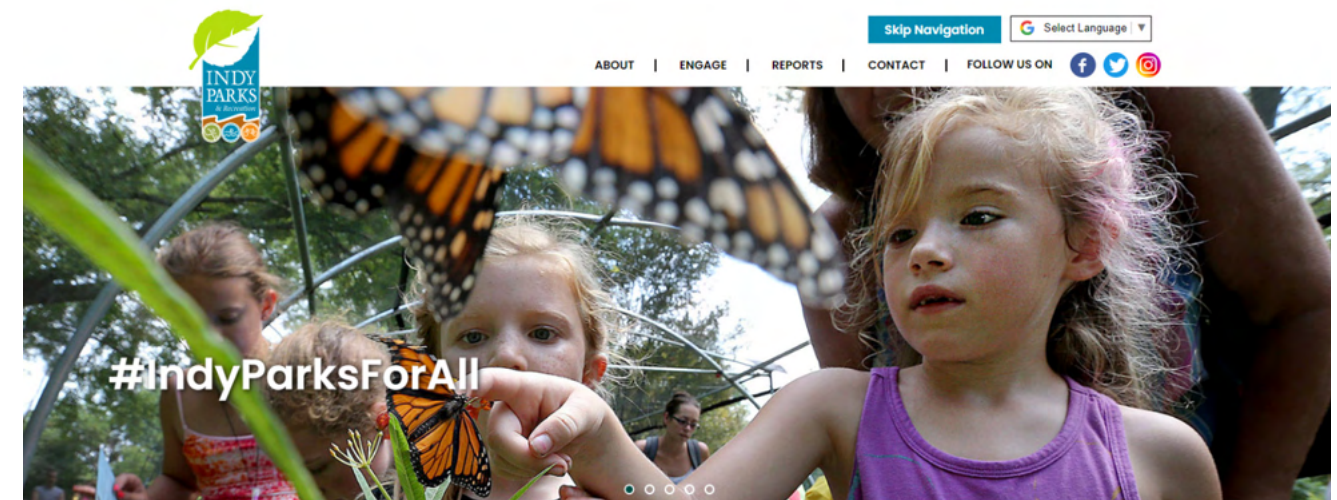 INDY
PARKS
& Recreation
Skip Navigation
G Select Language ▼
ABOUT | ENGAGE | REPORTS | CONTACT | FOLLOW US ON
#IndyParksForAll